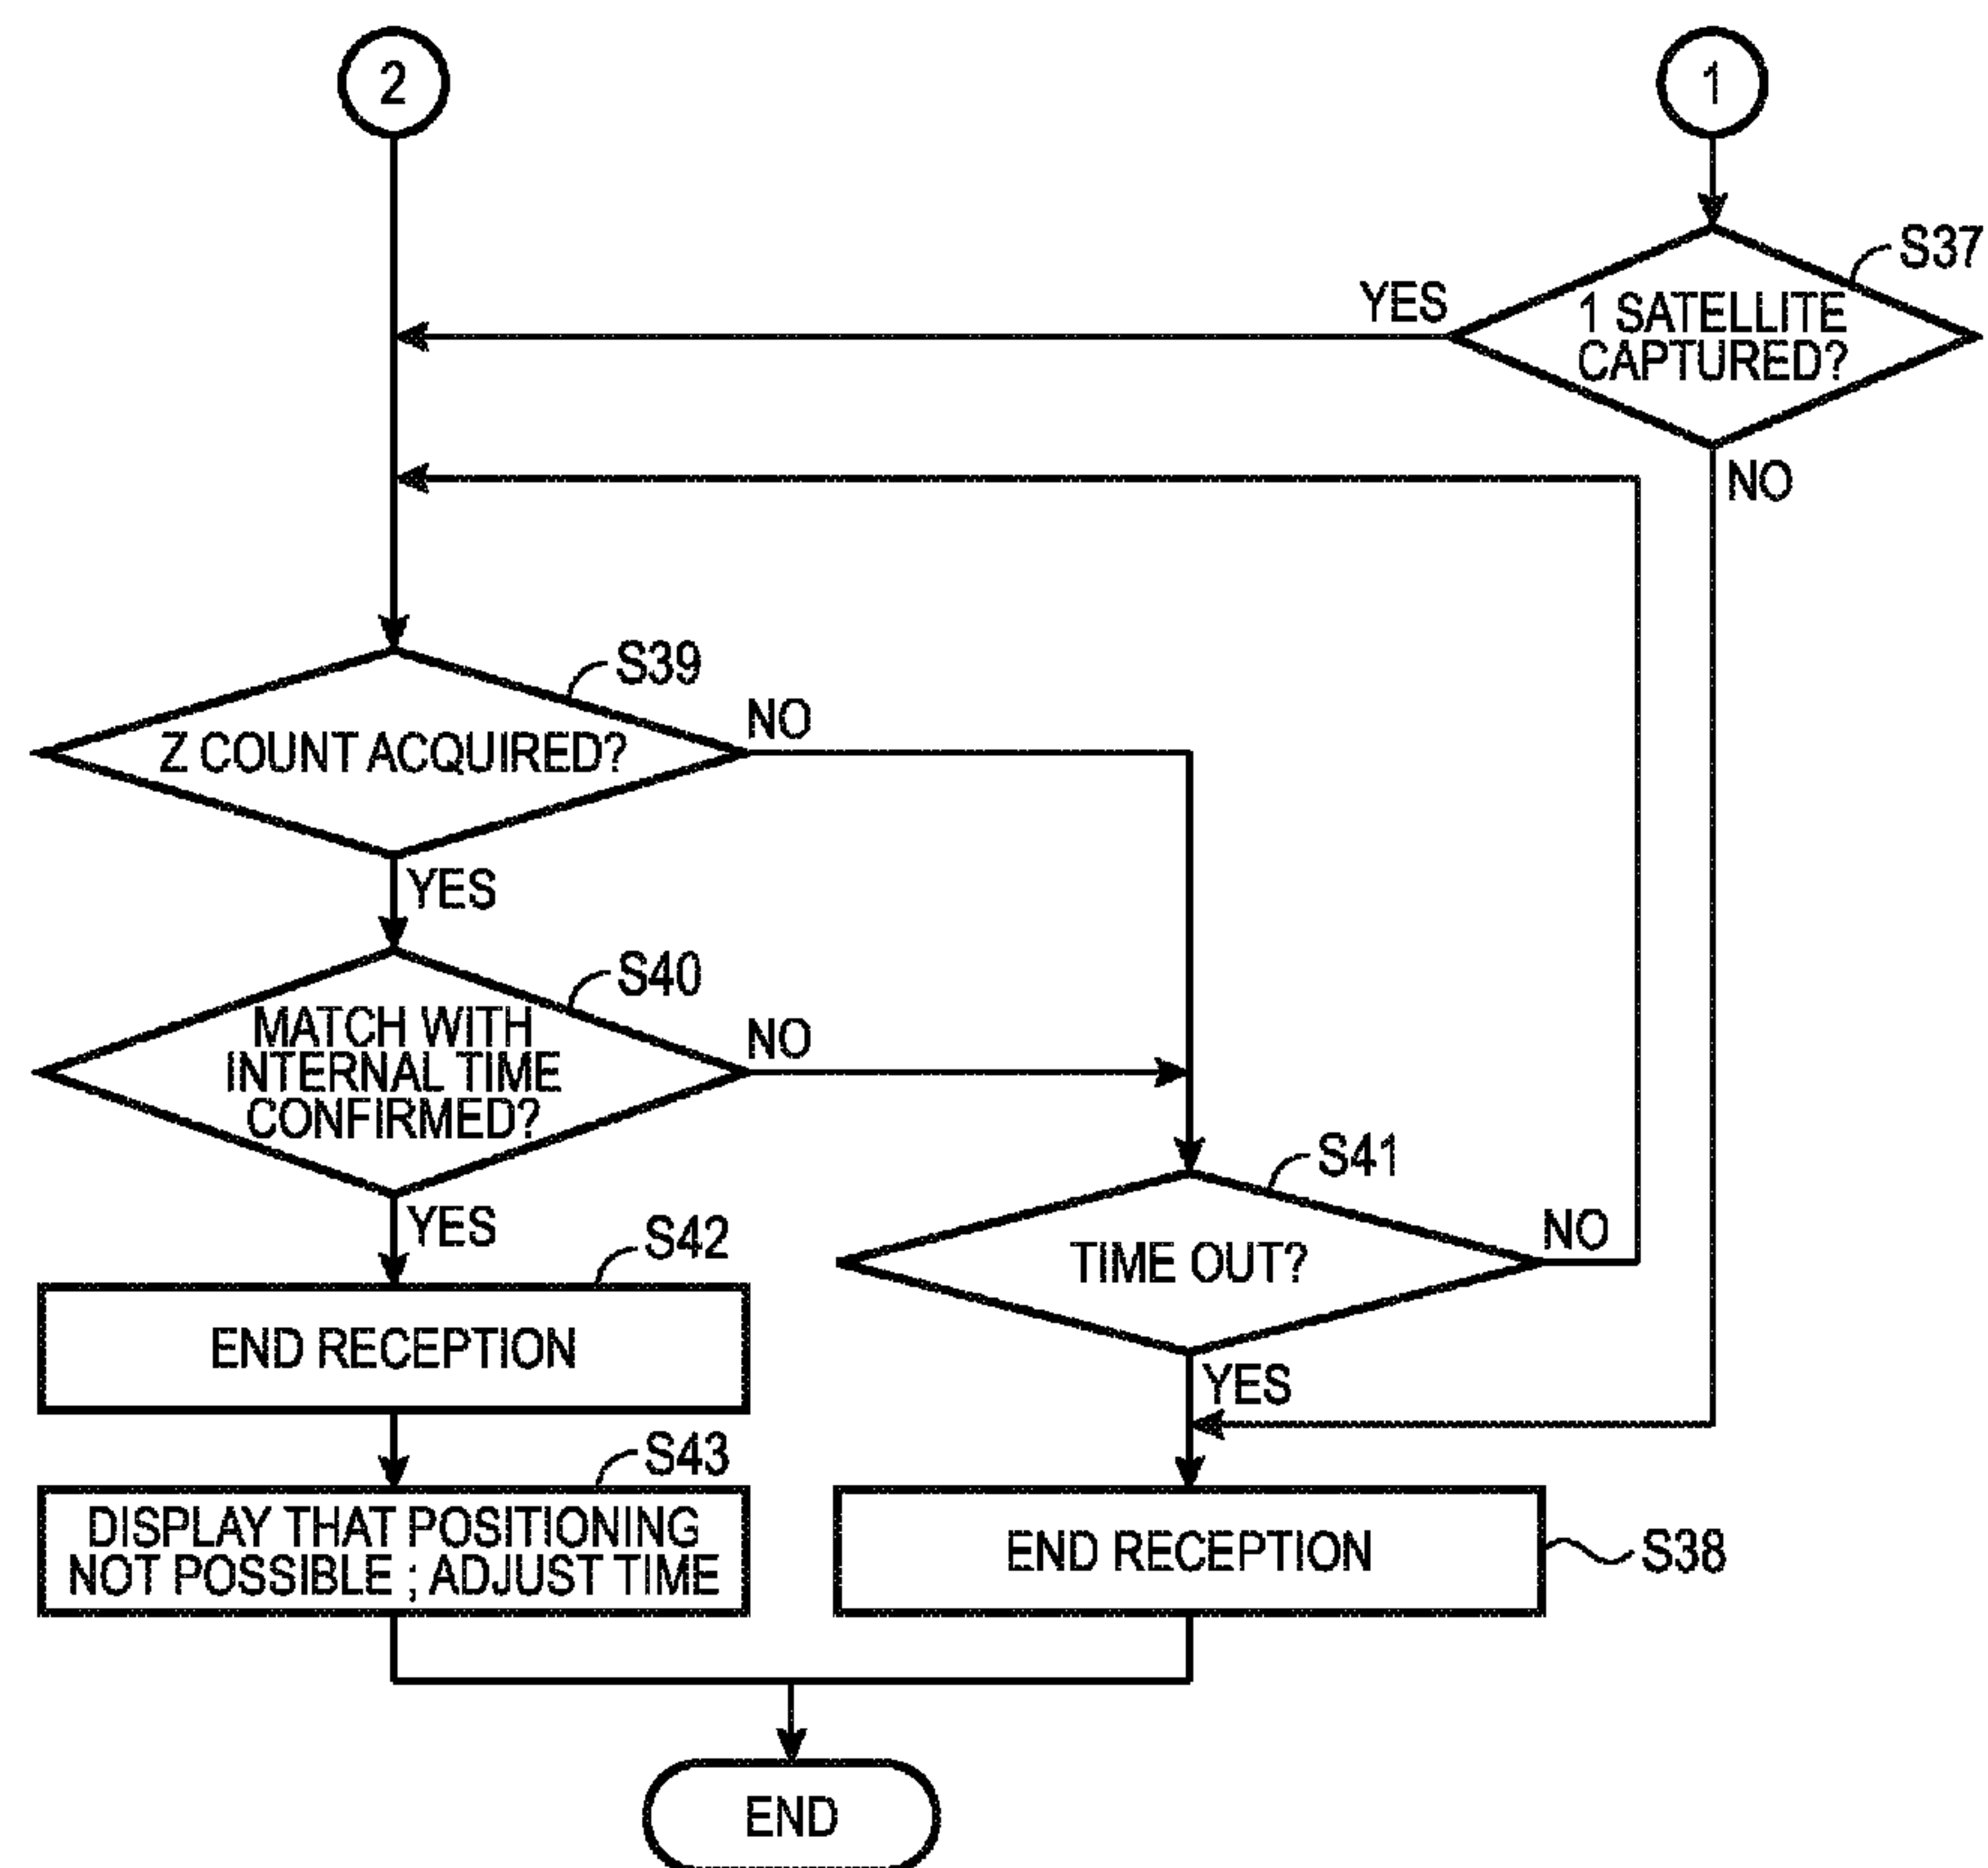 2
1
S37
YES
1 SATELLITE
CAPTURED?
NO
S39
NO
Z COUNT ACQUIRED?
YES
S40
NO
MATCH WITH
INTERNAL TIME
CONFIRMED?
S41
YES
NO
S42
TIME OUT?
END RECEPTION
YES
S43
DISPLAY THAT POSITIONING
NOT POSSIBLE ; ADJUST TIME
END RECEPTION
S38
END